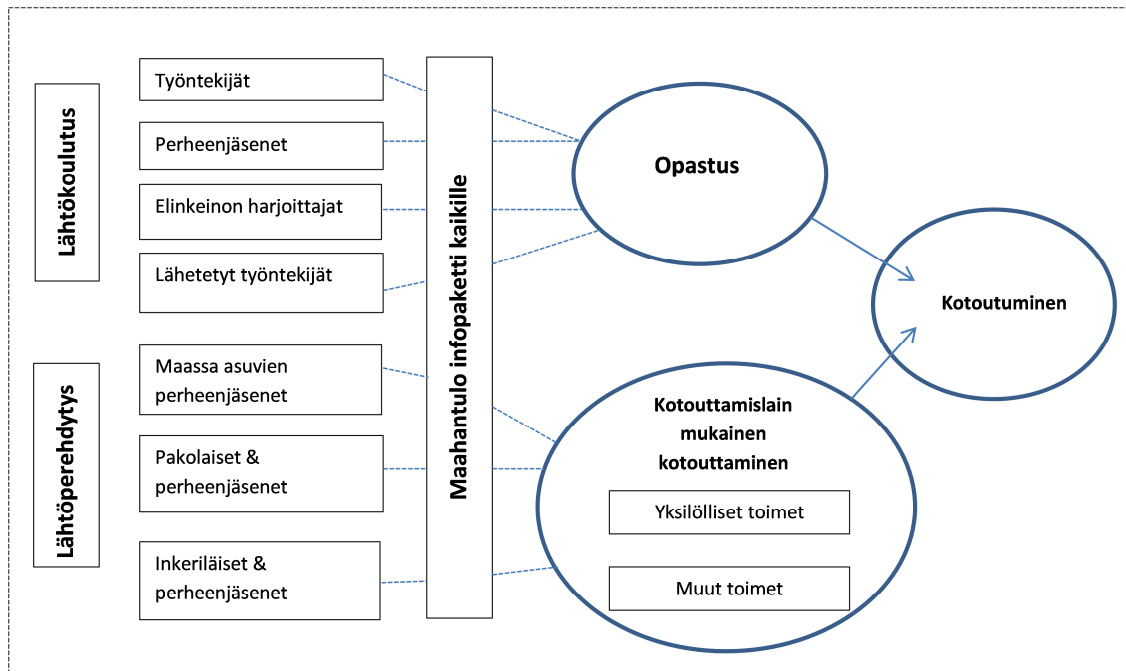 Lähtökoulutus
Työntekijät
Perheenjäsenet
Elinkeinon harjoittajat
Lähetetyt työntekijät
Lähtöperehdytys
Maassa asuvien
perheenjäsenet
Pakolaiset &
perheenjäsenet
Inkeriläiset &
perheenjäsenet
Maahantulo infopaketti kaikille
Opastus
Kotouttamislain
mukainen
kotouttaminen
Yksilölliset toimet
Muut toimet
Kotoutuminen